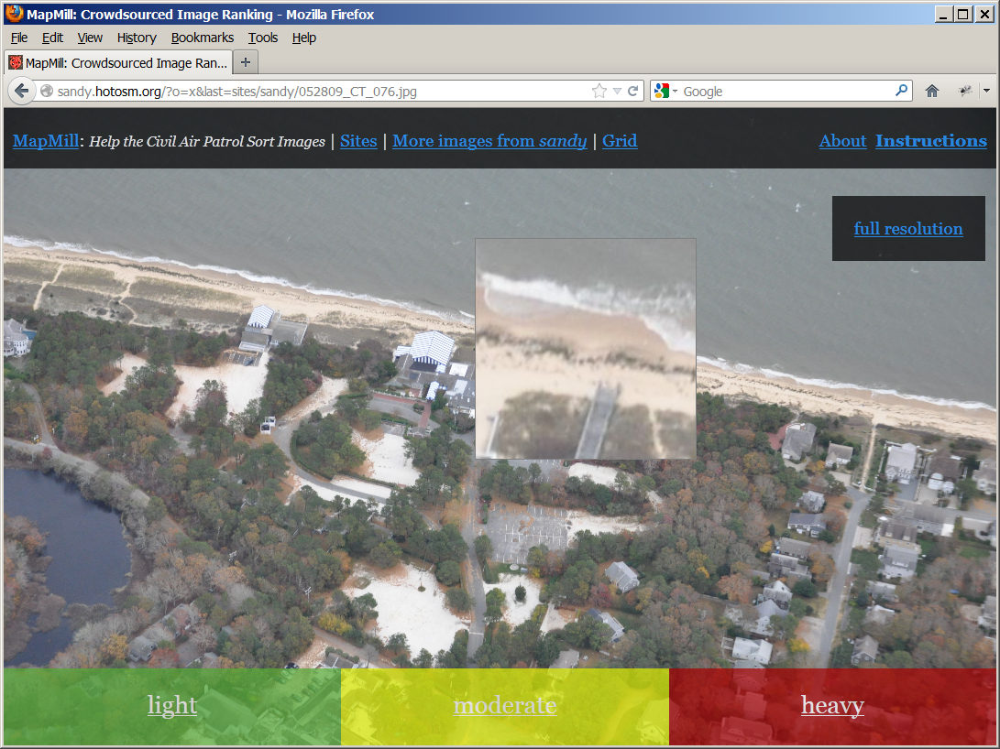 MapMill: Crowdsourced Image Ranking - Mozilla Firefox
File Edit View History Bookmarks Tools Help
MapMill: Crowdsourced Image Ran...
sandy.hotosm.org/?o=x&last=sites/sandy/052809_CT_076.jpg
Google
MapMill: Help the Civil Air Patrol Sort Images | Sites | More images from sandy | Grid About Instructions
full resolution
light moderate heavy